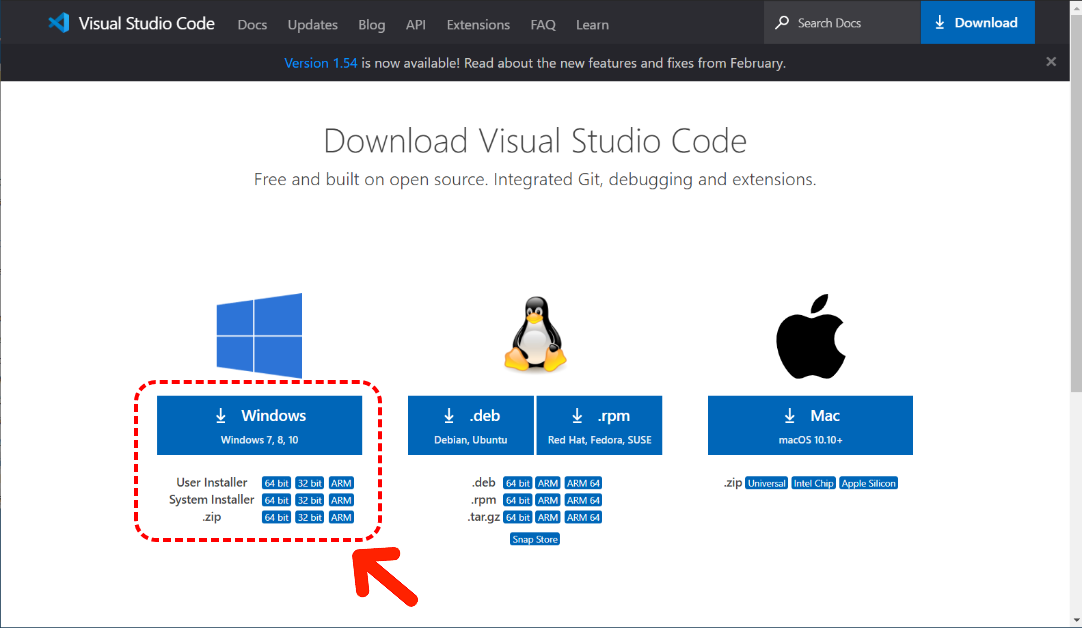 Visual Studio Code Docs Updates Blog API Extensions FAQ Learn Search Docs Download
Version 1.54 is now available! Read about the new features and fixes from February.
Download Visual Studio Code
Free and built on open source. Integrated Git, debugging and extensions.
Windows
Windows 7, 8, 10
User Installer 64 bit 32 bit ARM
System Installer 64 bit 32 bit ARM
.zip 64 bit 32 bit ARM
.deb
Debian, Ubuntu
.rpm
Red Hat, Fedora, SUSE
.deb 64 bit ARM ARM 64
.rpm 64 bit ARM ARM 64
.tar.gz 64 bit ARM ARM 64
Snap Store
Mac
macOS 10.10+
.zip Universal Intel Chip Apple Silicon